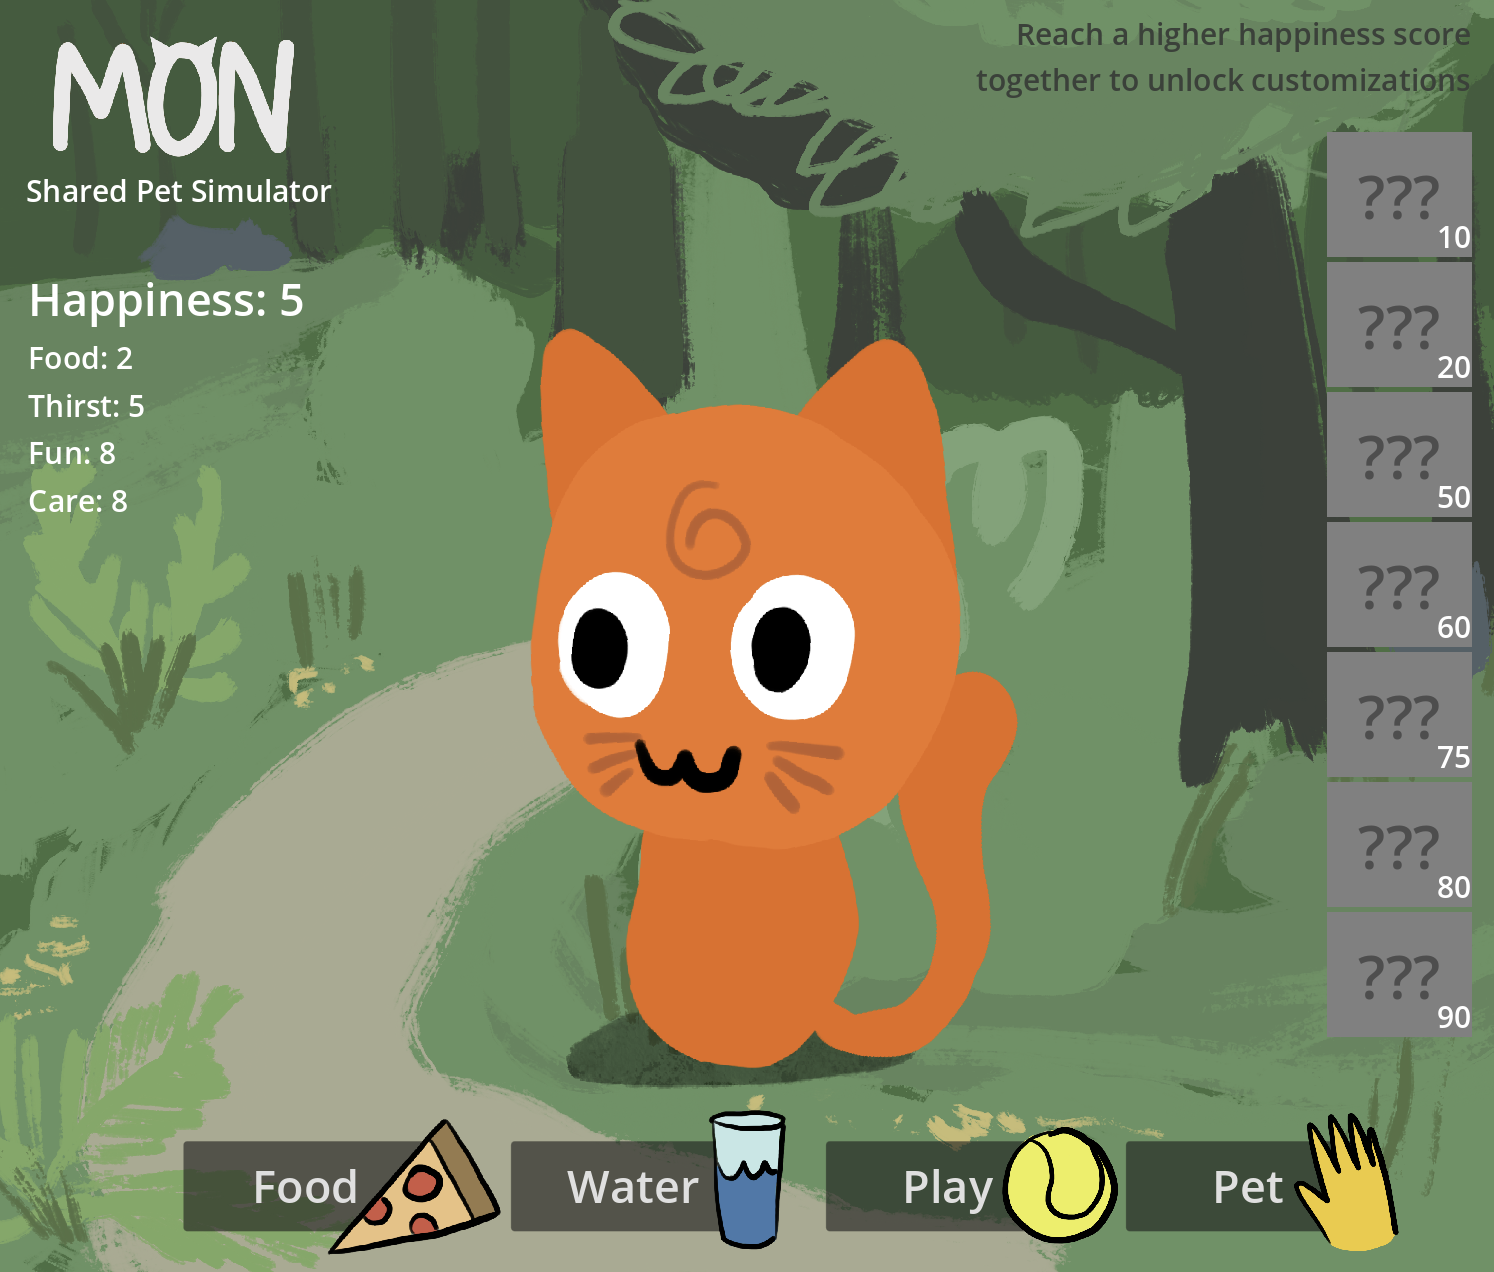 MON
Shared Pet Simulator
Reach a higher happiness score
together to unlock customizations
Happiness: 5
Food: 2
Thirst: 5
Fun: 8
Care: 8
???
10
???
20
???
50
???
60
???
75
???
80
???
90
Food
Water
Play
Pet